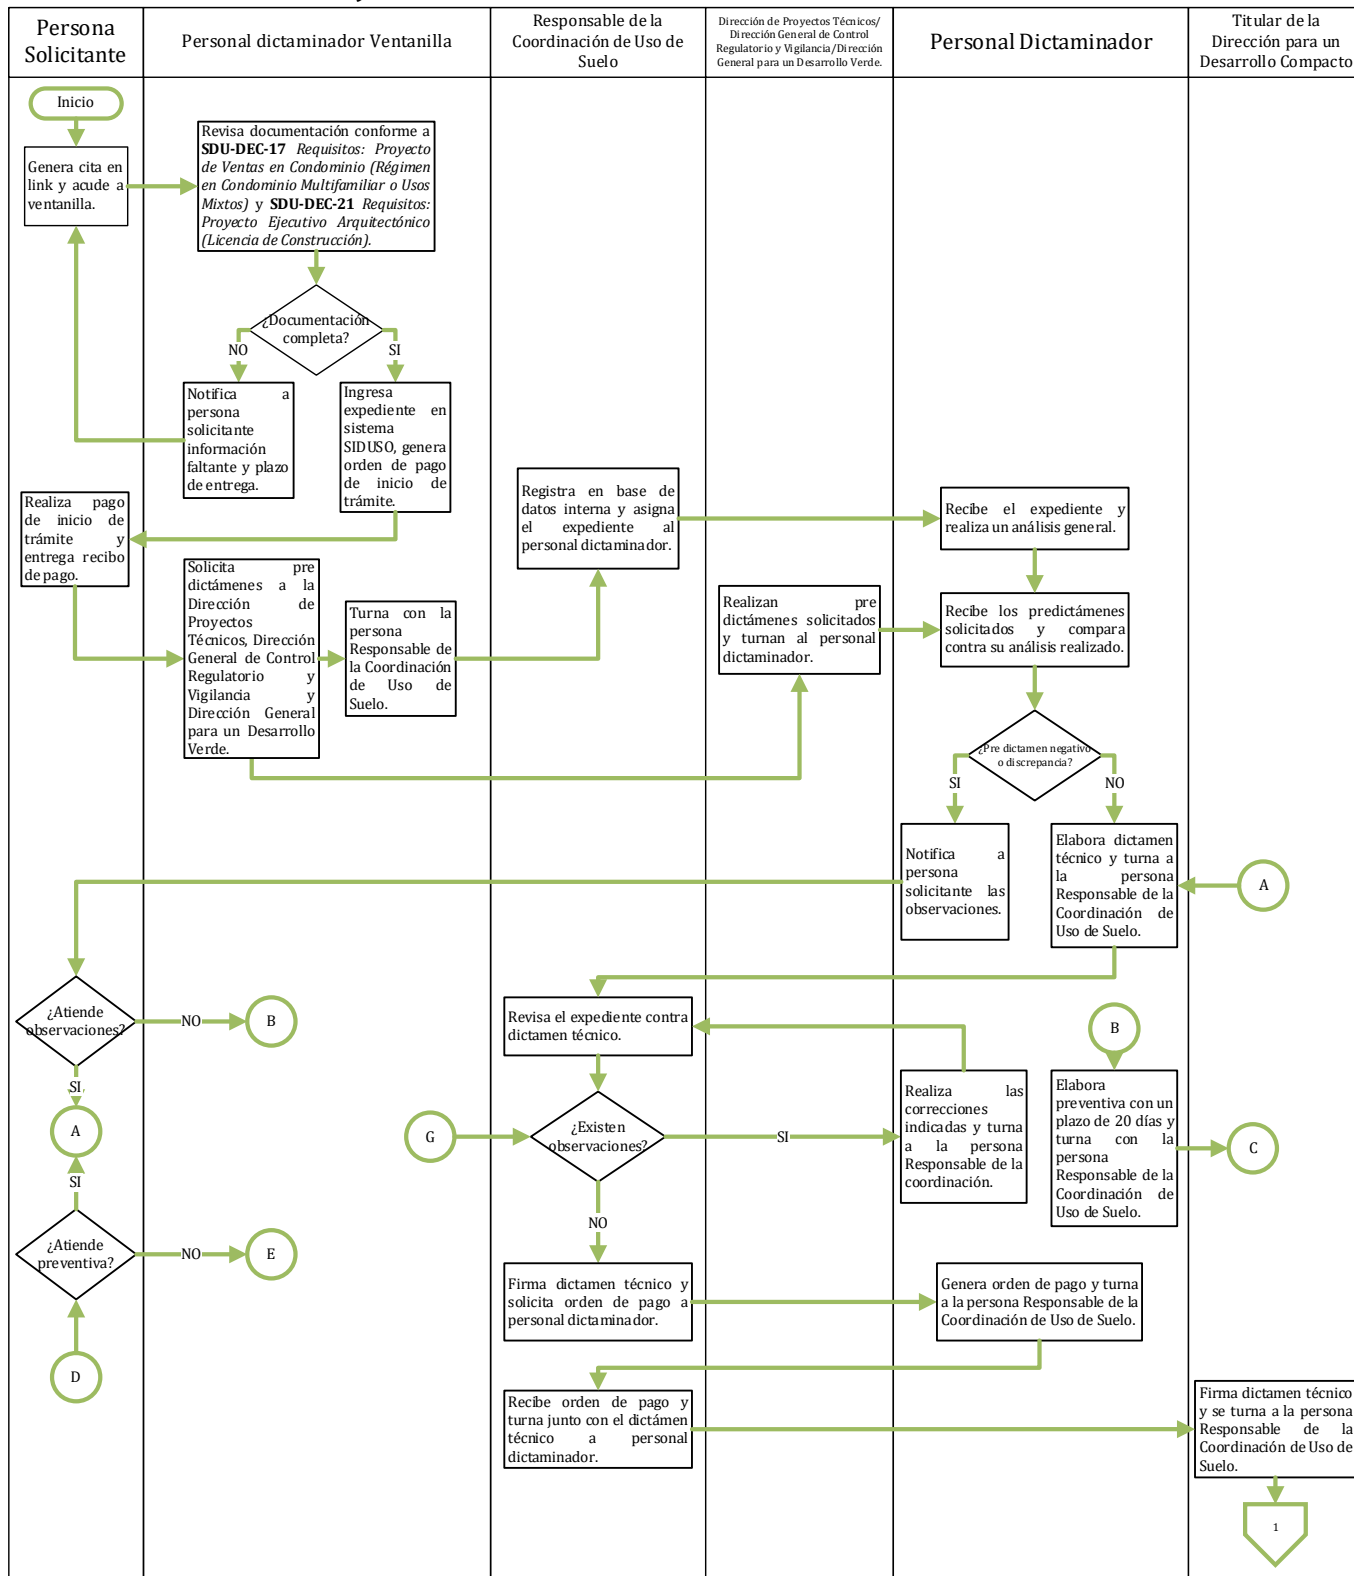 Persona
Solicitante
Personal dictaminador Ventanilla
Responsable de la
Coordinación de Uso de
Suelo
Dirección de Proyectos Técnicos/
Dirección General de Control
Regulatorio y Vigilancia/Dirección
General para un Desarrollo Verde.
Personal Dictaminador
Titular de la
Dirección para un
Desarrollo Compacto
Inicio
Genera cita en
link y acude a
ventanilla.
Revisa documentación conforme a
SDU-DEC-17 Requisitos: Proyecto
de Ventas en Condominio (Régimen
en Condominio Multifamiliar o Usos
Mixtos) y SDU-DEC-21 Requisitos:
Proyecto Ejecutivo Arquitectónico
(Licencia de Construcción).
¿Documentación
completa?
NO
SI
Notifica a
persona
solicitante
información
faltante y plazo
de entrega.
Ingresa
expediente en
sistema
SIDUSO, genera
orden de pago
de inicio de
trámite.
Realiza pago
de inicio de
trámite y
entrega recibo
de pago.
Solicita pre
dictámenes a la
Dirección de
Proyectos
Técnicos, Dirección
General de Control
Regulatorio y
Vigilancia y
Dirección General
para un Desarrollo
Verde.
Turna con la
persona
Responsable de
la Coordinación
de Uso de
Suelo.
Registra en base de
datos interna y asigna
el expediente al
personal dictaminador.
Realizan pre
dictámenes solicitados
y turnan al personal
dictaminador.
Recibe el expediente y
realiza un análisis general.
Recibe los predictámenes
solicitados y compara
contra su análisis realizado.
¿Pre dictamen negativo
o discrepancia?
SI
NO
Notifica a
persona
solicitante las
observaciones.
Elabora dictamen
técnico y turna a
la persona
Responsable de la
Coordinación de
Uso de Suelo.
A
¿Atiende
observaciones?
NO
B
SI
A
Revisa el expediente contra
dictamen técnico.
B
G
¿Existen
observaciones?
SI
Realiza las
correcciones
indicadas y turna
a la persona
Responsable de la
coordinación.
Elabora
preventiva con un
plazo de 20 días y
turna con la
persona
Responsable de la
Coordinación de
Uso de Suelo.
C
SI
NO
¿Atiende
preventiva?
NO
E
D
Firma dictamen técnico y
solicita orden de pago a
personal dictaminador.
Genera orden de pago y turna
a la persona Responsable de la
Coordinación de Uso de Suelo.
Recibe orden de pago y
turna junto con el dictámen
técnico a personal
dictaminador.
Firma dictamen técnico
y se turna a la persona
Responsable de la
Coordinación de Uso de
Suelo.
1